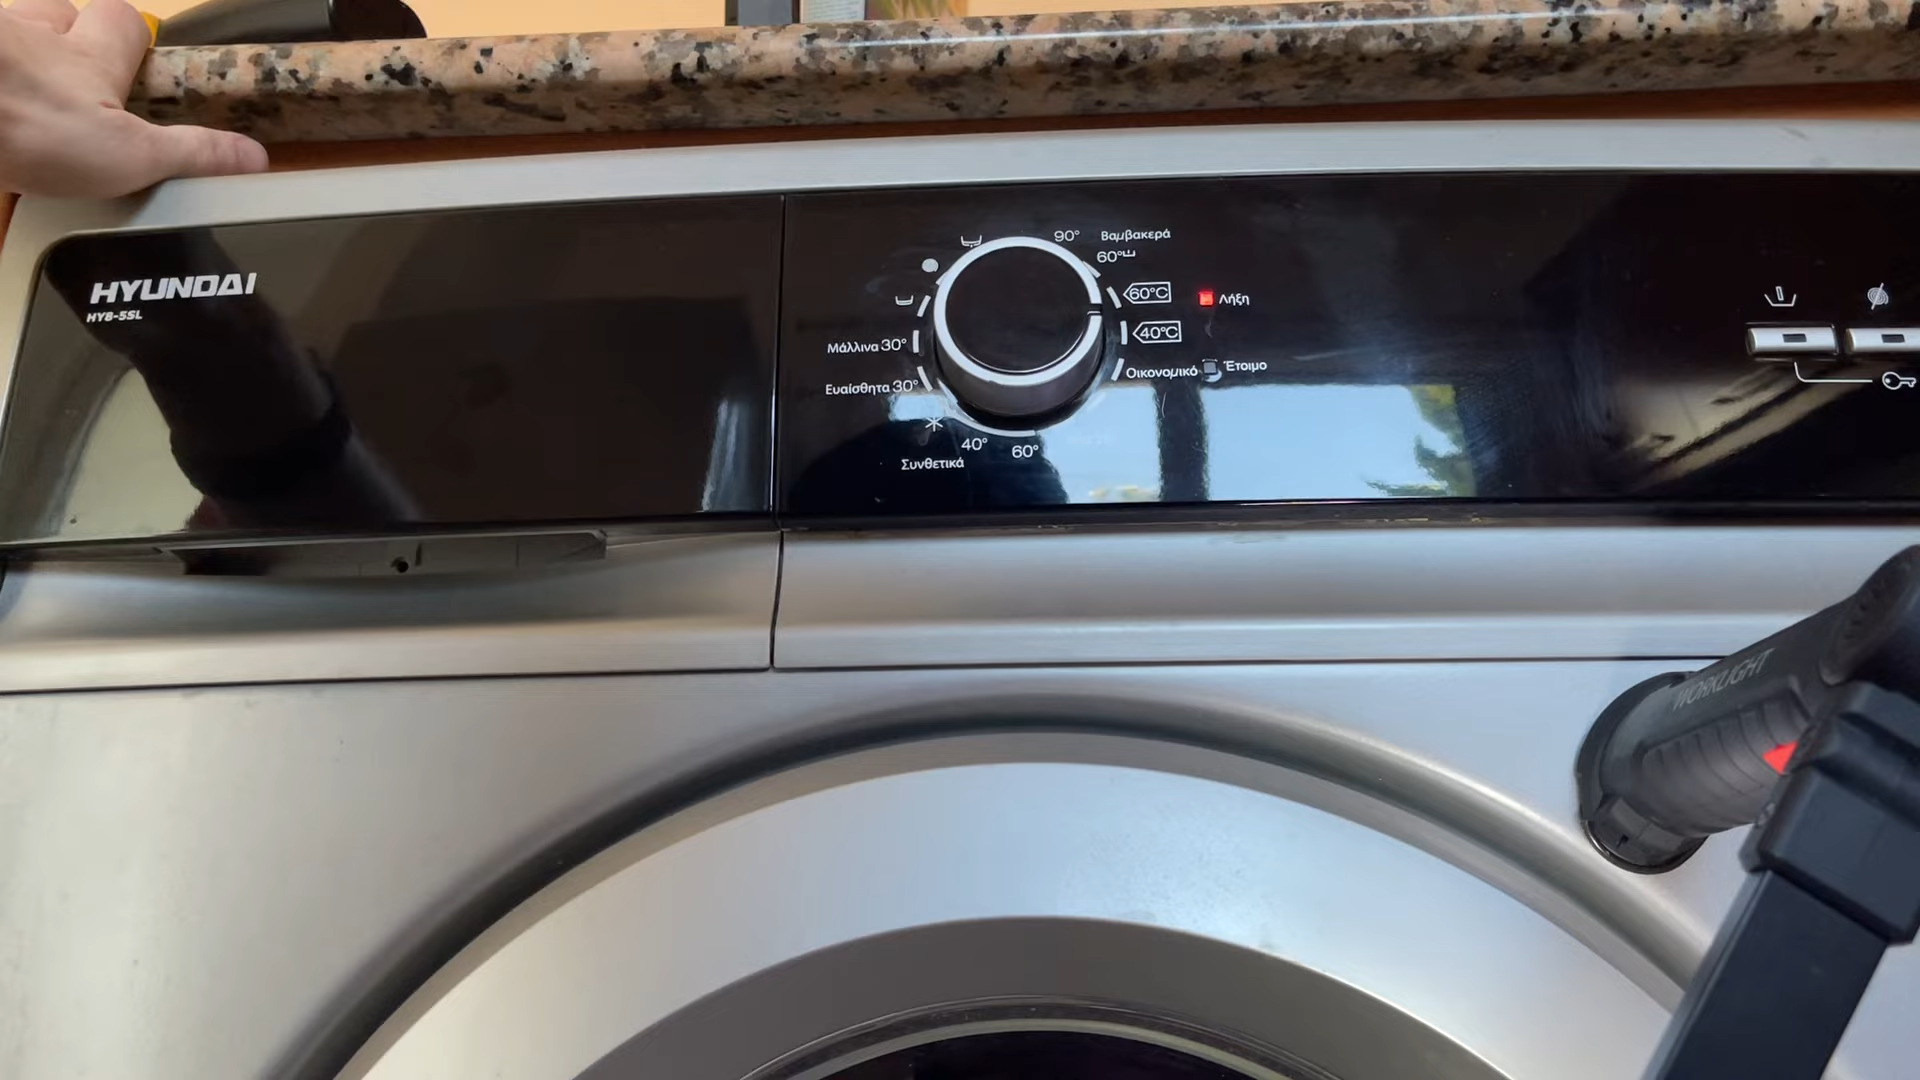 HYUNDAI
HY8-5SL
90° Βαμβακερά
60°
60°C
Λήξη
40°C
Οικονομικό
Έτοιμο
Μάλλινα 30°
Ευαίσθητα 30°
40°
60°
Συνθετικά
WORKLIGHT